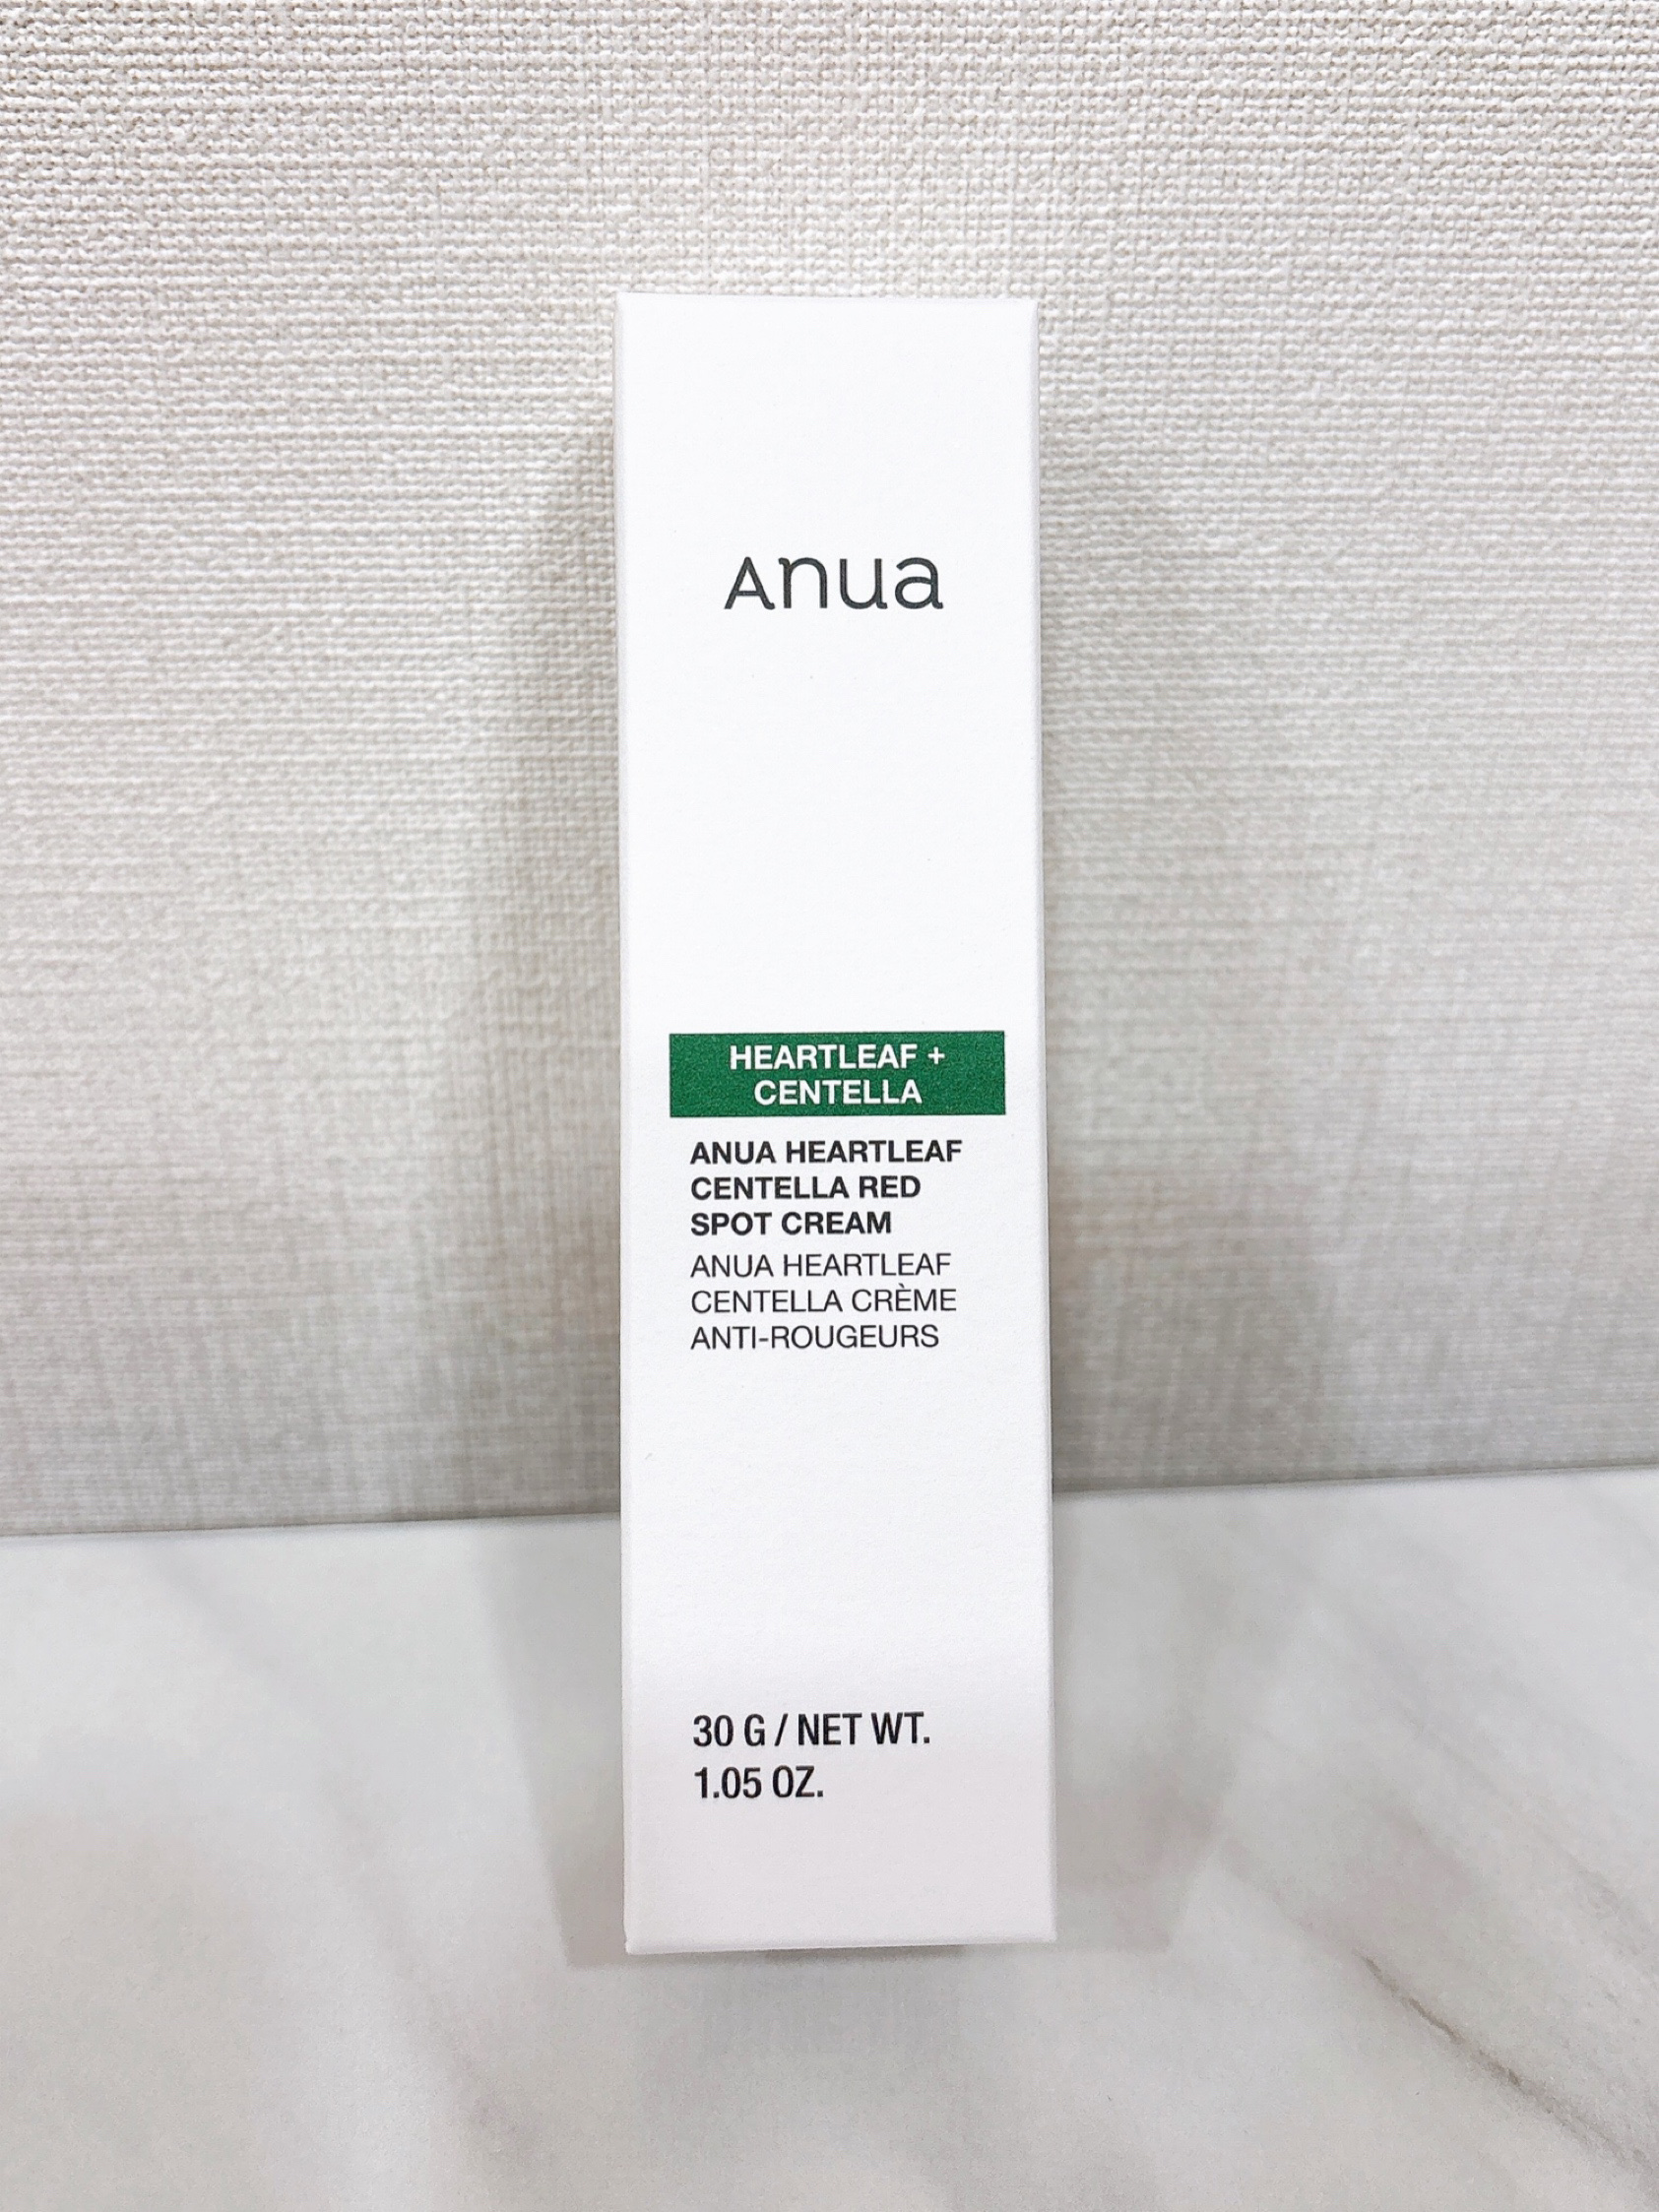 Anua
HEARTLEAF +
CENTELLA
ANUA HEARTLEAF
CENTELLA RED
SPOT CREAM
ANUA HEARTLEAF
CENTELLA CRÈME
ANTI-ROUGEURS
30 G / NET WT.
1.05 OZ.